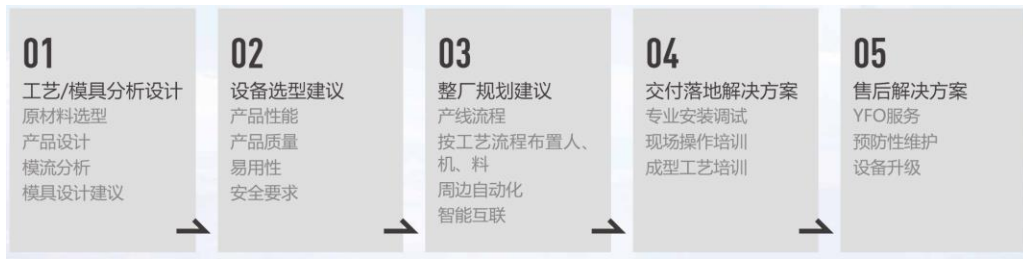 01
工艺/模具分析设计
原材料选型
产品设计
模流分析
模具设计建议
02
设备选型建议
产品性能
产品质量
易用性
安全要求
03
整厂规划建议
产线流程
按工艺流程布置人、
机、料
周边自动化
智能互联
04
交付落地解决方案
专业安装调试
现场操作培训
成型工艺培训
05
售后解决方案
YFO服务
预防性维护
设备升级